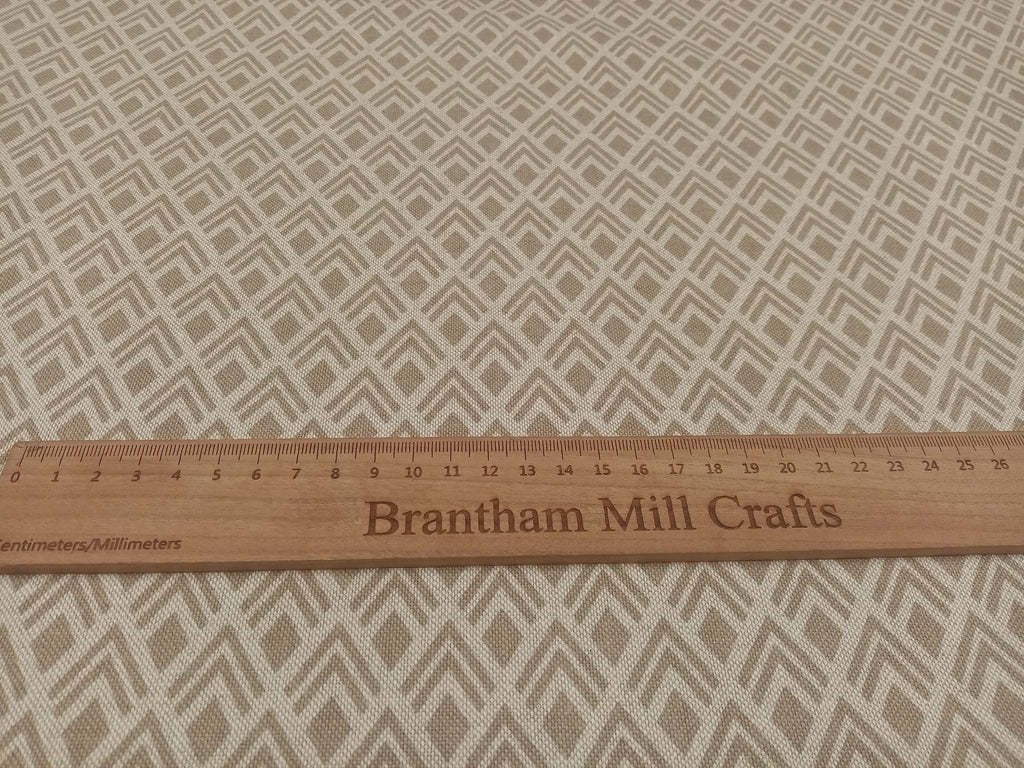 0 1 2 3 4 5 6 7 8 9 10 11 12 13 14 15 16 17 18 19 20 21 22 23 24 25 26
Brantham Mill Crafts
entimeters/Millimeters